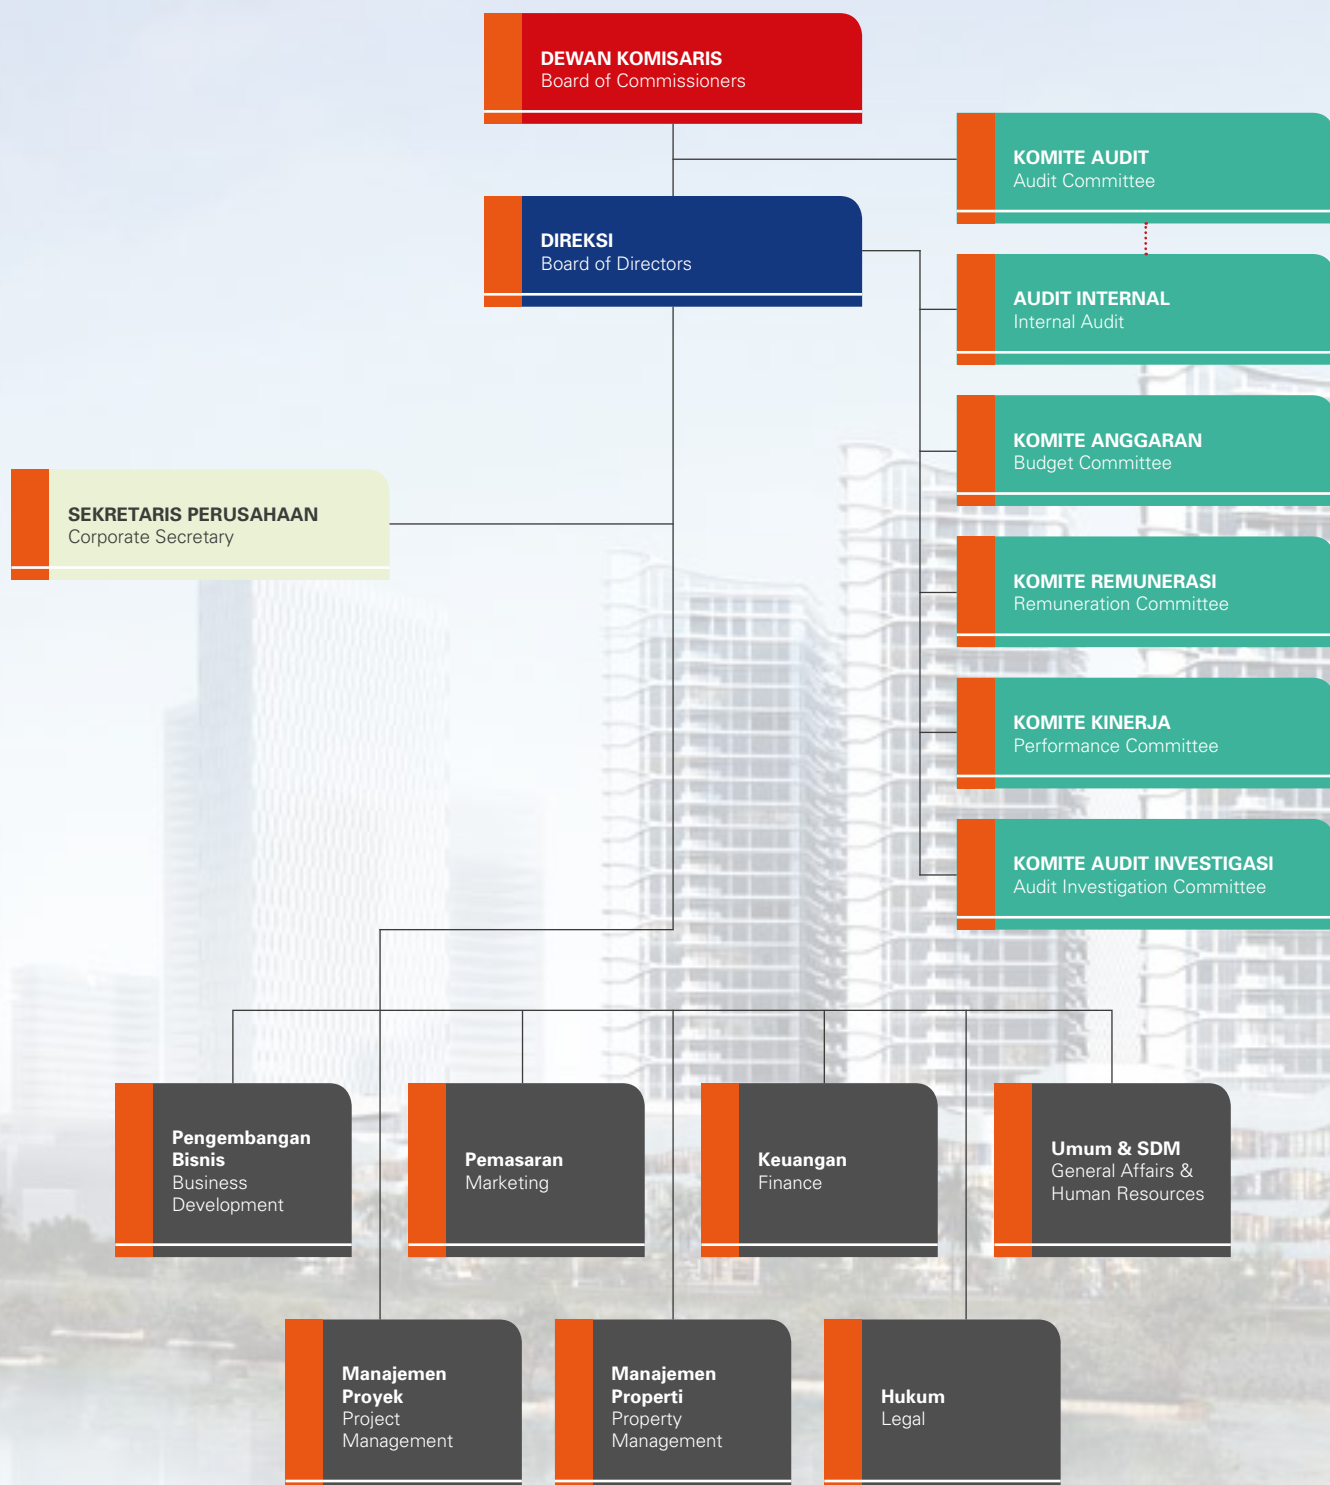 DEWAN KOMISARIS
Board of Commissioners
KOMITE AUDIT
Audit Committee
DIREKSI
Board of Directors
AUDIT INTERNAL
Internal Audit
KOMITE ANGGARAN
Budget Committee
SEKRETARIS PERUSAHAAN
Corporate Secretary
KOMITE REMUNERASI
Remuneration Committee
KOMITE KINERJA
Performance Committee
KOMITE AUDIT INVESTIGASI
Audit Investigation Committee
Pengembangan
Bisnis
Business
Development
Pemasaran
Marketing
Keuangan
Finance
Umum & SDM
General Affairs &
Human Resources
Manajemen
Proyek
Project
Management
Manajemen
Properti
Property
Management
Hukum
Legal